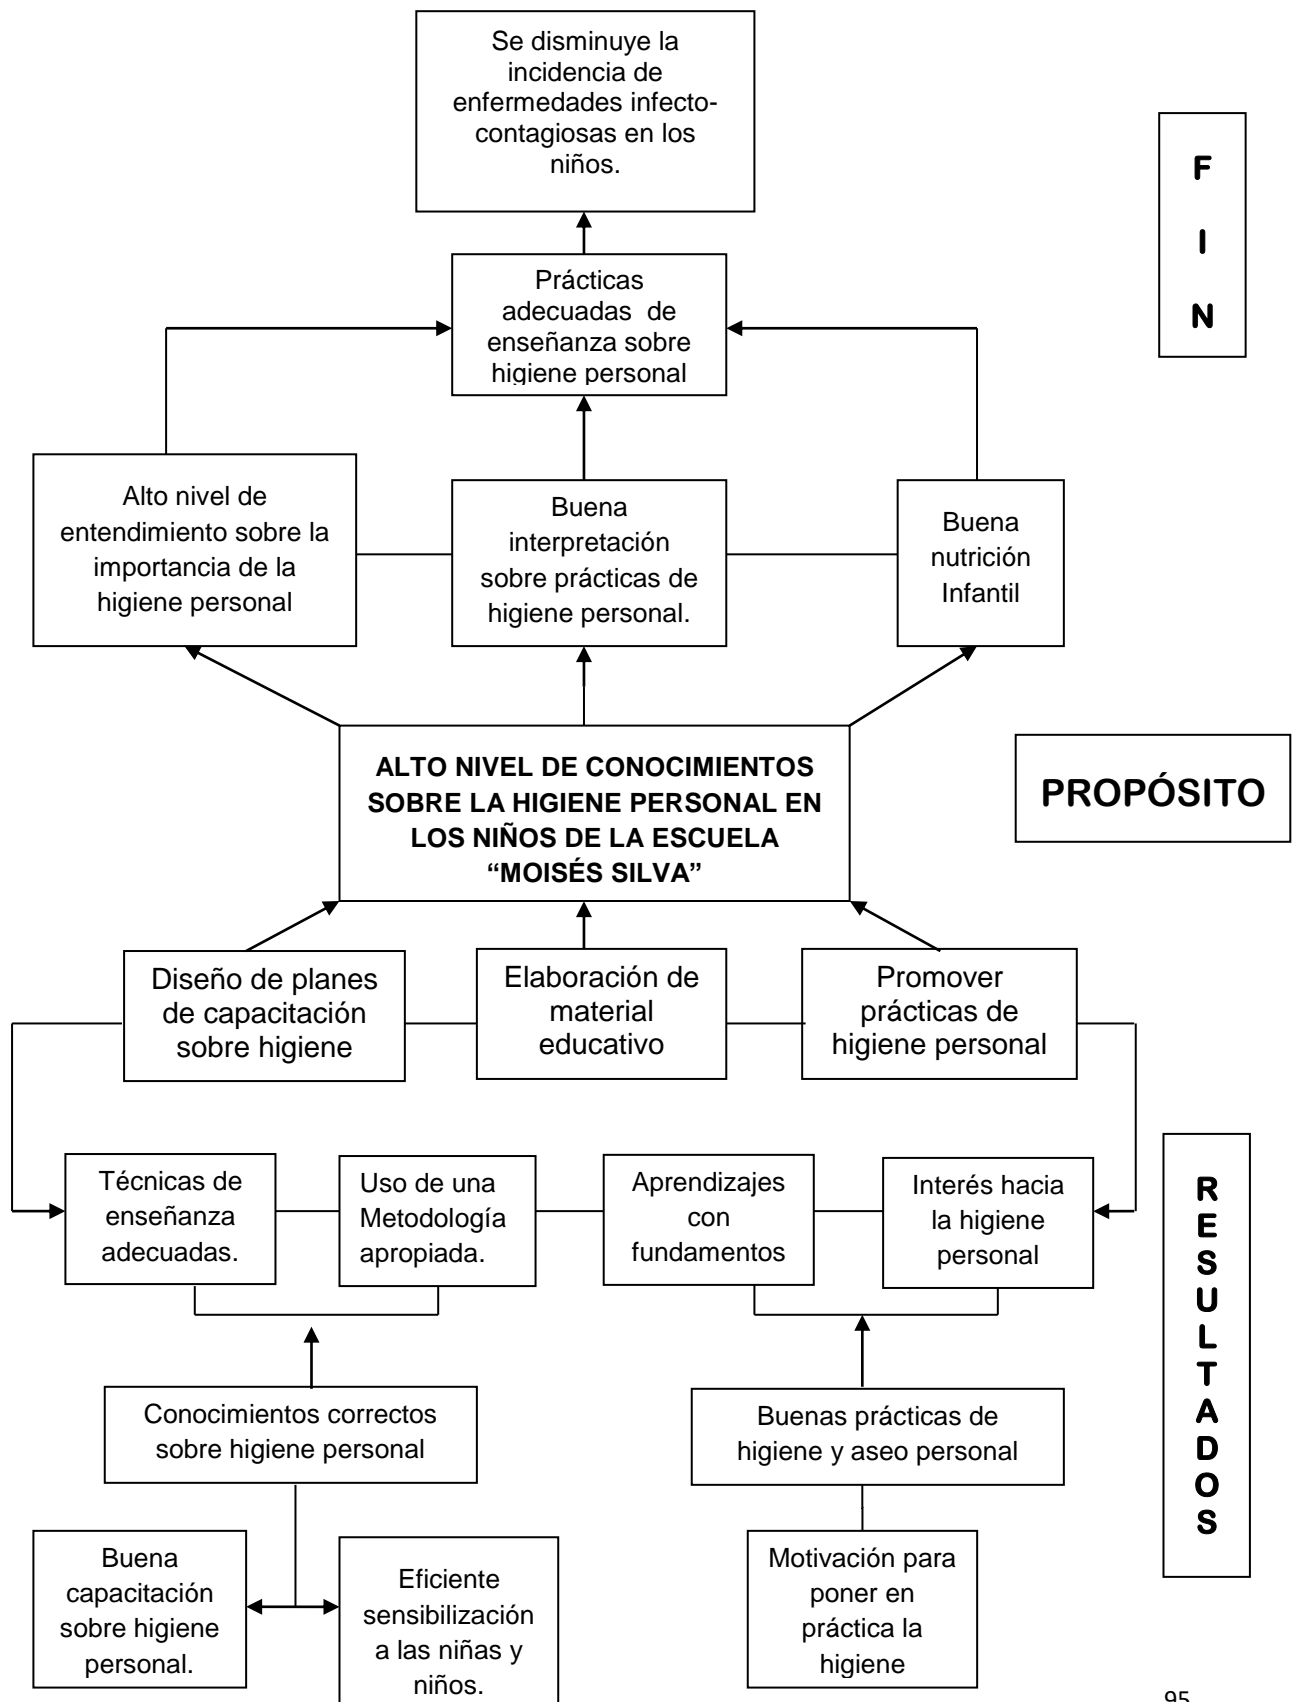 Se disminuye la
incidencia de
enfermedades infecto-
contagiosas en los
niños.
F
I
N
Prácticas
adecuadas de
enseñanza sobre
higiene personal
Alto nivel de
entendimiento sobre la
importancia de la
higiene personal
Buena
interpretación
sobre prácticas de
higiene personal.
Buena
nutrición
Infantil
ALTO NIVEL DE CONOCIMIENTOS
SOBRE LA HIGIENE PERSONAL EN
LOS NIÑOS DE LA ESCUELA
“MOISÉS SILVA”
PROPÓSITO
Diseño de planes
de capacitación
sobre higiene
Elaboración de
material
educativo
Promover
prácticas de
higiene personal
Técnicas de
enseñanza
adecuadas.
Uso de una
Metodología
apropiada.
Aprendizajes
con
fundamentos
Interés hacia
la higiene
personal
R
E
S
U
L
T
A
D
O
S
Conocimientos correctos
sobre higiene personal
Buenas prácticas de
higiene y aseo personal
Buena
capacitación
sobre higiene
personal.
Eficiente
sensibilización
a las niñas y
niños.
Motivación para
poner en
práctica la
higiene
95